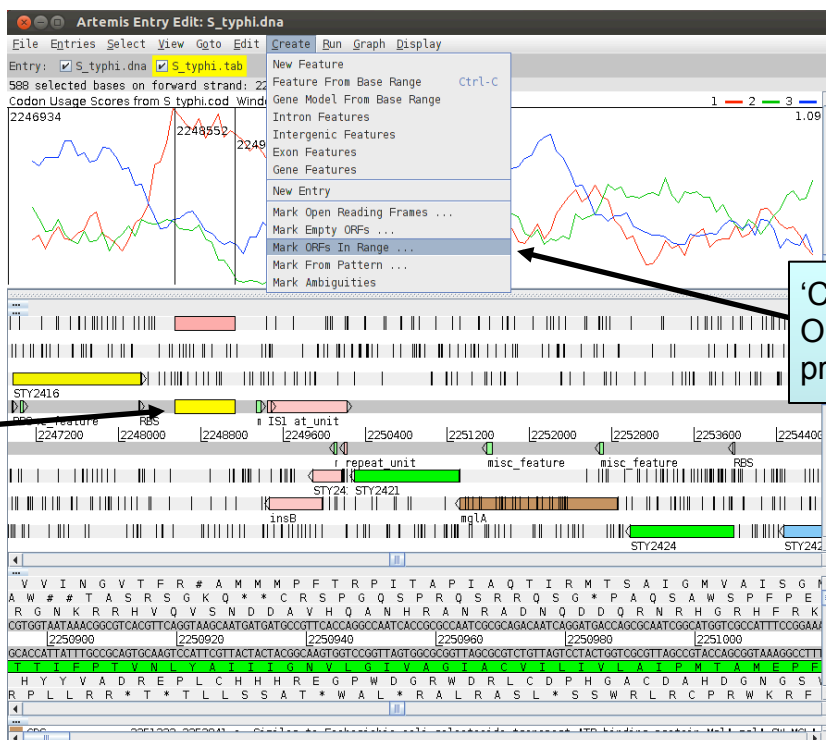 Artemis Entry Edit: S_typhi.dna
File Entries Select View Goto Edit Create Run Graph Display
Entry: S_typhi.dna S_typhi.tab
588 selected bases on forward strand: 22
Codon Usage Scores from S_typhi.cod Wind
1 2 3
2246934
2248552
2249
1.09
New Feature
Feature From Base Range Ctrl-C
Gene Model From Base Range
Intron Features
Intergenic Features
Exon Features
Gene Features
New Entry
Mark Open Reading Frames ...
Mark Empty ORFs ...
Mark ORFs In Range ...
Mark From Pattern ...
Mark Ambiguities
'C
O
pr
STY2416
RBS
IS1
at_unit
2247200 2248000 2248800 2249600 2250400 2251200 2252000 2252800 2253600 2254400
repeat_unit misc_feature misc_feature RBS
STY2421
insB mglA
STY2424 STY242
V V I N G V T F R # A M M M P F T R P I T A P I A Q T I R M T S A I G M V A I S G
A W # # T A S R S G K Q * * C R S P G Q S P R Q S R R Q S G * P A Q S A W S P F P E
R G N K R R H V Q V S N D D A V H Q A N H R A N R A D N Q D D Q R N R H G R H F R K
CGTGGTAATAAACGGCGTCACGTTCAGGTAAGCAATGATGATGCCGTTCACCAGGCCAATCACCGCGCCAATCGCGCAGACAATCAGGATGACCAGCGCAATCGGCATGGTCGCCATTTCCGGAAA
2250900 2250920 2250940 2250960 2250980 2251000
GCACCATTATTTGCCGCAGTGCAAGTCCATTCGTTACTACTACGGCAAGTGGTCCGGTTAGTGGCGCGGTTAGCGCGTCTGTTAGTCCTACTGGTCGCGTTAGCCGTACCAGCGGTAAAGGCCTTT
T T I F P T V N L Y A I I I G N V L G I V A G I A C V I L I V L A I P M T A M E P F
H Y Y V A D R E P L C H H H R E G P W D G R W D R L C D P H G A C D A H D G N G S
R P L L R R * T * T L L S S A T * W A L * R A L R A S L * S S W R L R C P R W K R F